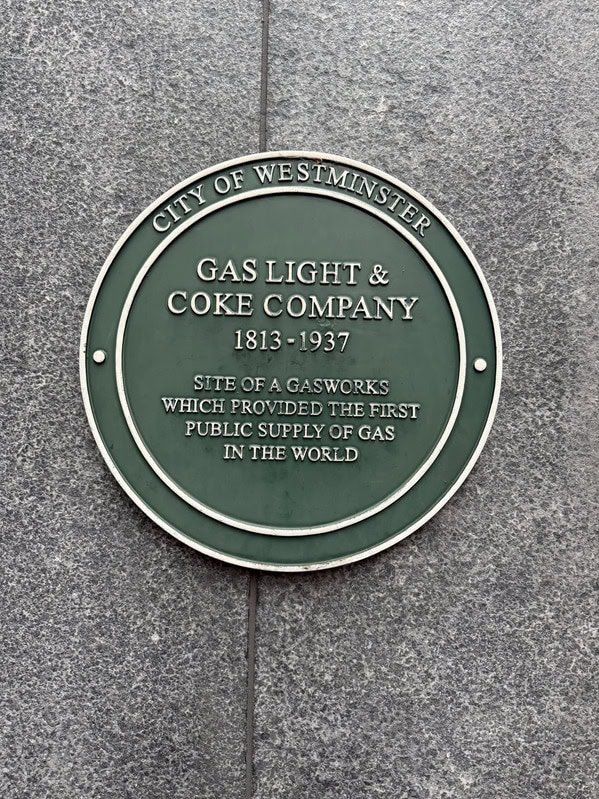 CITY OF WESTMINSTER
GAS LIGHT &
COKE COMPANY
1813-1937
SITE OF A GASWORKS
WHICH PROVIDED THE FIRST
PUBLIC SUPPLY OF GAS
IN THE WORLD